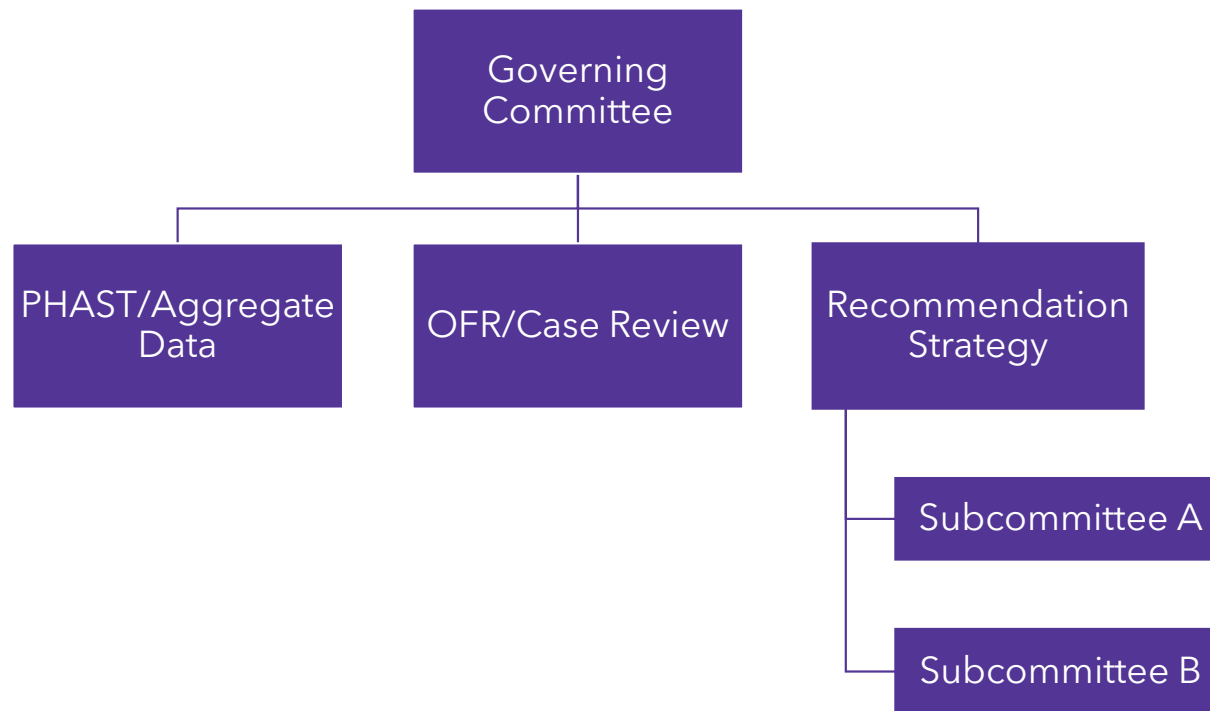 Governing
Committee
PHAST/Aggregate
Data
OFR/Case Review
Recommendation
Strategy
Subcommittee A
Subcommittee B